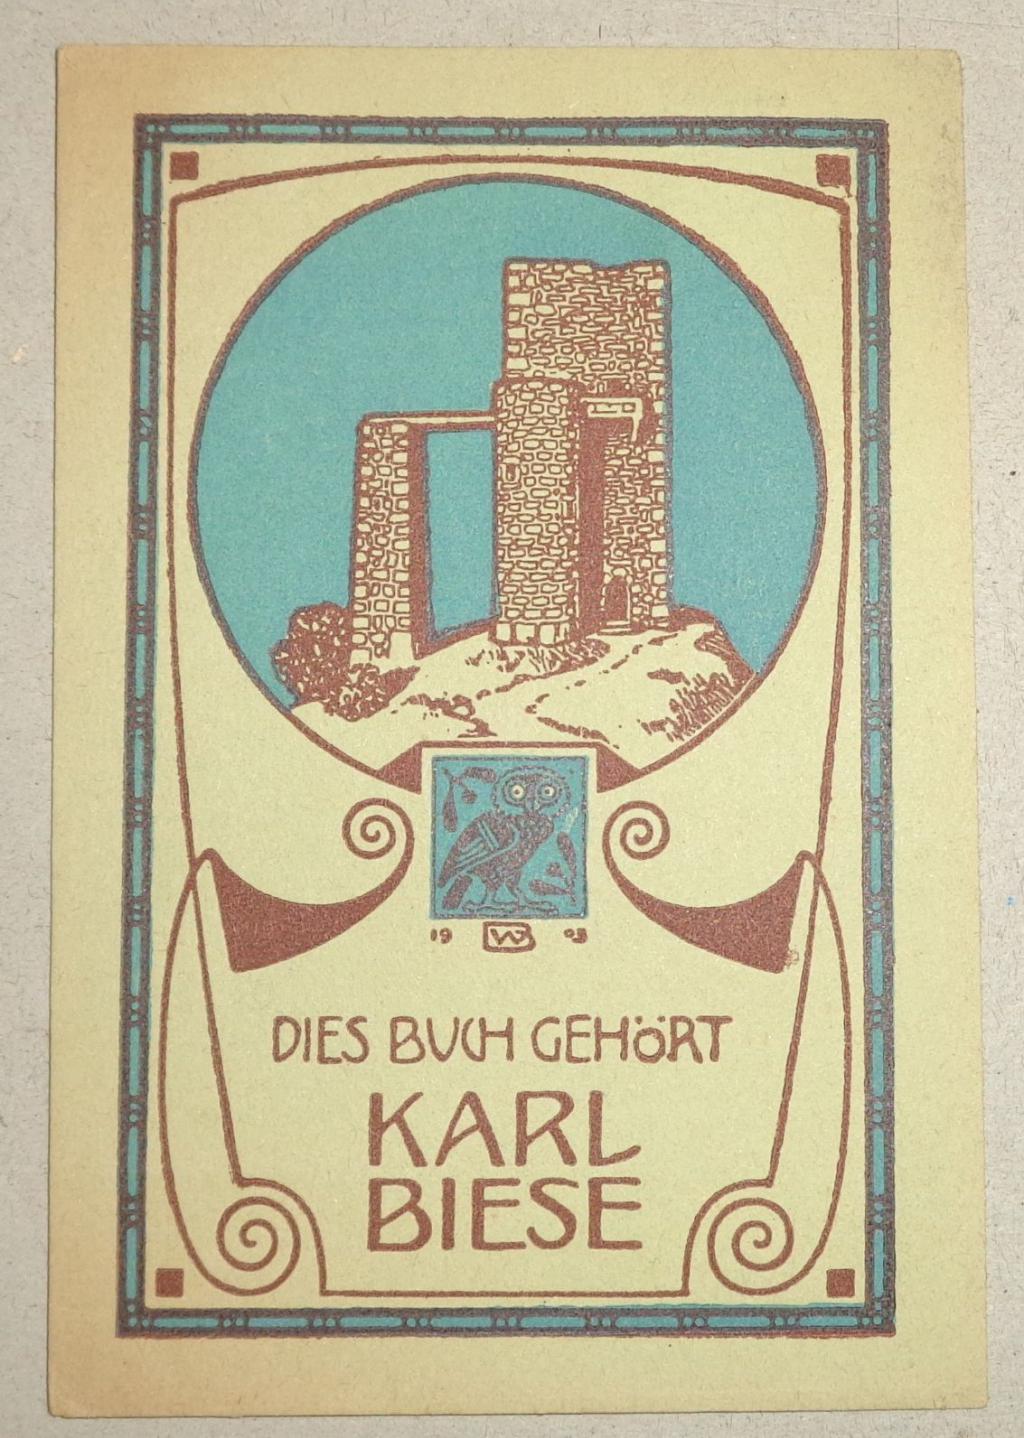 19 W 03
DIES BUCH GEHÖRT
KARL
BIESE